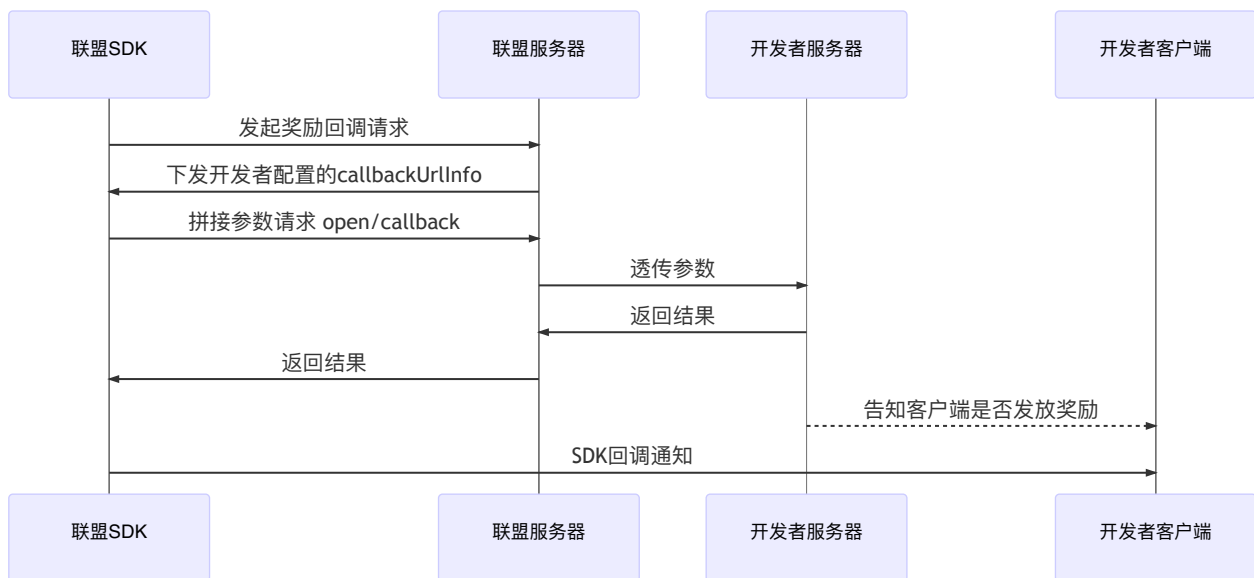 联盟SDK
联盟服务器
开发者服务器
开发者客户端
发起奖励回调请求
下发开发者配置的callbackUrlInfo
拼接参数请求 open/callback
透传参数
返回结果
返回结果
告知客户端是否发放奖励
SDK回调通知
联盟SDK
联盟服务器
开发者服务器
开发者客户端